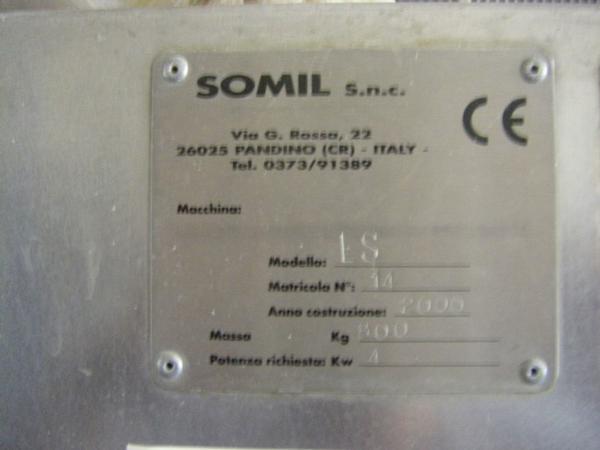 SOMIL S.n.c.
CE
Via G. Rossa, 22
26025 PANDINO (CR) - ITALY -
Tel. 0373/91389
Macchina:
Modello: LS
Matricola N°: 14
Anno costruzione: 2000
Massa Kg 800
Potenza richiesta: Kw 4